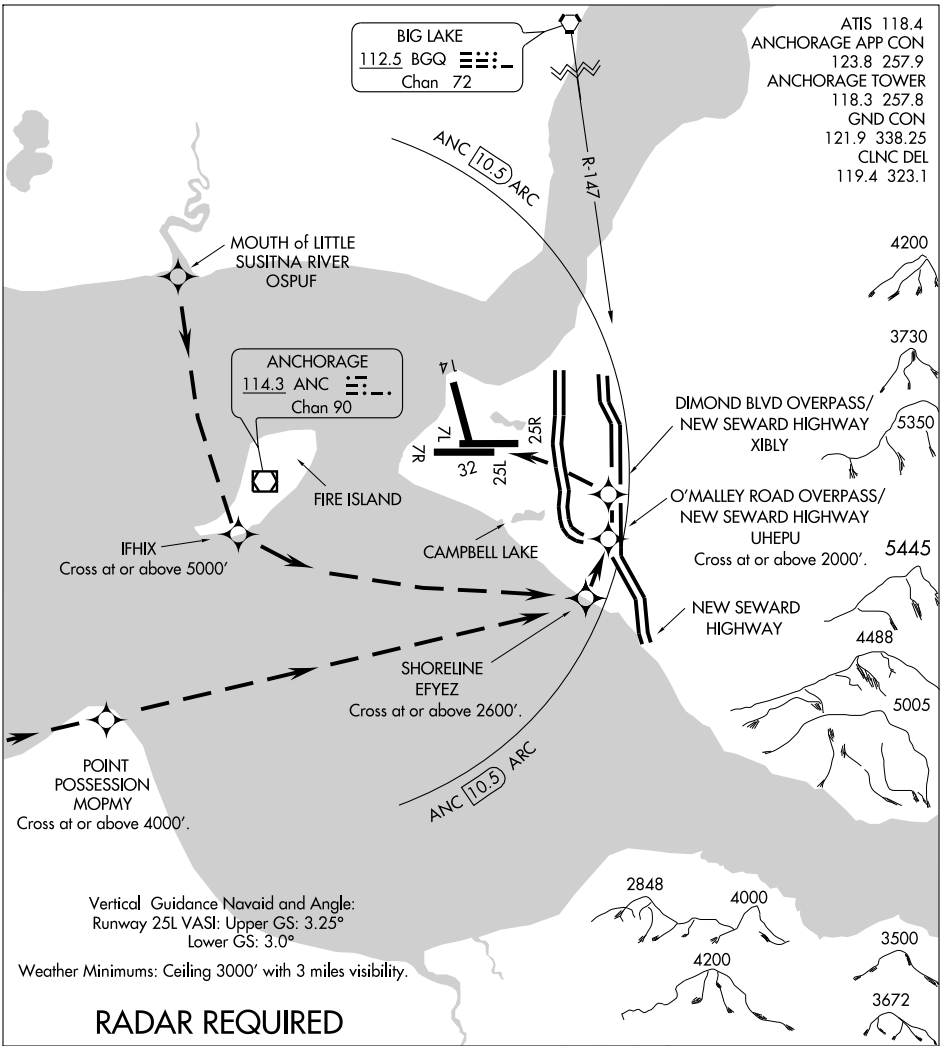 BIG LAKE
112.5 BGQ
Chan 72
ATIS 118.4
ANCHORAGE APP CON
123.8 257.9
ANCHORAGE TOWER
118.3 257.8
GND CON
121.9 338.25
CLNC DEL
119.4 323.1
ANC 10.5 ARC
R-147
MOUTH of LITTLE
SUSITNA RIVER
OSPUF
4200
3730
5350
ANCHORAGE
114.3 ANC
Chan 90
14
7L
7R
32
25L
25R
DIMOND BLVD OVERPASS/
NEW SEWARD HIGHWAY
XIBLY
FIRE ISLAND
O'MALLEY ROAD OVERPASS/
NEW SEWARD HIGHWAY
UHEPU
Cross at or above 2000'.
IFHIX
Cross at or above 5000'
CAMPBELL LAKE
5445
NEW SEWARD
HIGHWAY
4488
5005
SHORELINE
EFYEZ
Cross at or above 2600'.
POINT
POSSESSION
MOPMY
Cross at or above 4000'.
ANC 10.5 ARC
Vertical Guidance Navaid and Angle:
Runway 25L VASI: Upper GS: 3.25°
Lower GS: 3.0°
Weather Minimums: Ceiling 3000' with 3 miles visibility.
RADAR REQUIRED
2848
4000
4200
3500
3672